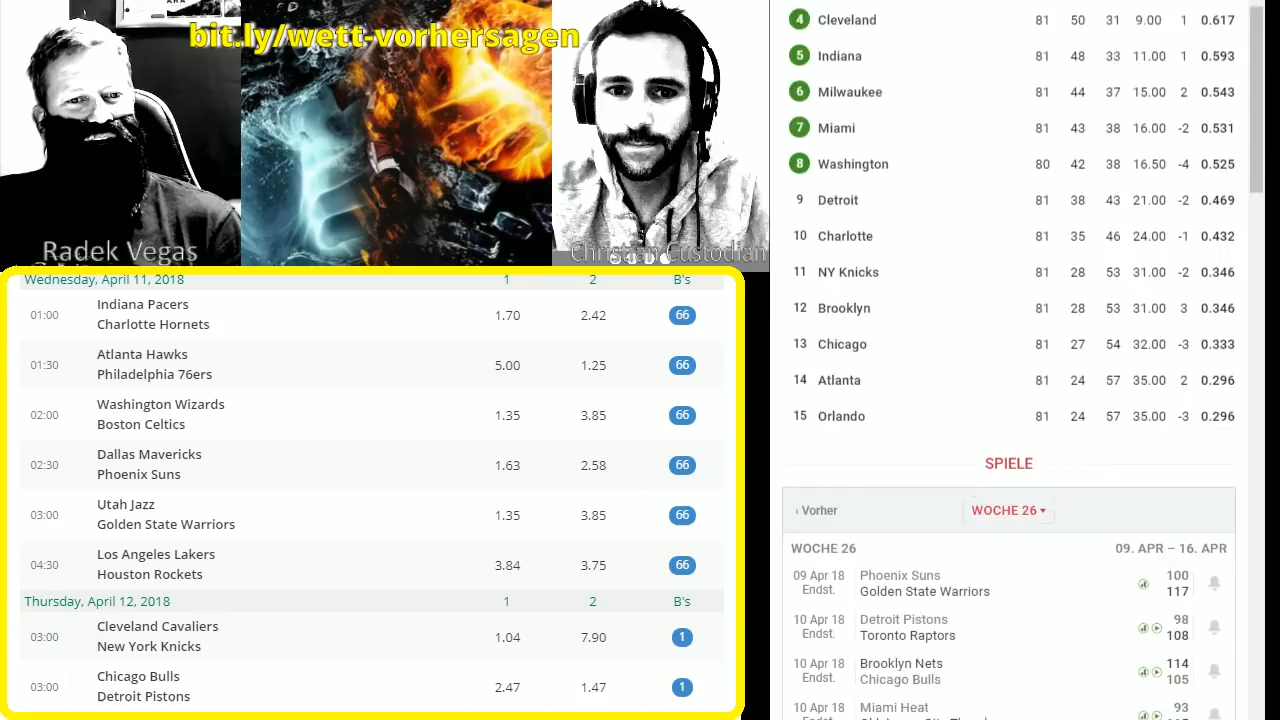 bit.ly/wett-vorhersagen
Radek Vegas
Christian Custodian
Wednesday, April 11, 2018 1 2 B's
01:00 Indiana Pacers
Charlotte Hornets 1.70 2.42 66
01:30 Atlanta Hawks
Philadelphia 76ers 5.00 1.25 66
02:00 Washington Wizards
Boston Celtics 1.35 3.85 66
02:30 Dallas Mavericks
Phoenix Suns 1.63 2.58 66
03:00 Utah Jazz
Golden State Warriors 1.35 3.85 66
04:30 Los Angeles Lakers
Houston Rockets 3.84 3.75 66
Thursday, April 12, 2018 1 2 B's
03:00 Cleveland Cavaliers
New York Knicks 1.04 7.90 1
03:00 Chicago Bulls
Detroit Pistons 2.47 1.47 1
4 Cleveland 81 50 31 9.00 1 0.617
5 Indiana 81 48 33 11.00 1 0.593
6 Milwaukee 81 44 37 15.00 2 0.543
7 Miami 81 43 38 16.00 -2 0.531
8 Washington 80 42 38 16.50 -4 0.525
9 Detroit 81 38 43 21.00 -2 0.469
10 Charlotte 81 35 46 24.00 -1 0.432
11 NY Knicks 81 28 53 31.00 -2 0.346
12 Brooklyn 81 28 53 31.00 3 0.346
13 Chicago 81 27 54 32.00 -3 0.333
14 Atlanta 81 24 57 35.00 2 0.296
15 Orlando 81 24 57 35.00 -3 0.296
SPIELE
‹ Vorher WOCHE 26
WOCHE 26 09. APR – 16. APR
09 Apr 18 Phoenix Suns 100
Endst. Golden State Warriors 117
10 Apr 18 Detroit Pistons 98
Endst. Toronto Raptors 108
10 Apr 18 Brooklyn Nets 114
Endst. Chicago Bulls 105
10 Apr 18 Miami Heat 93